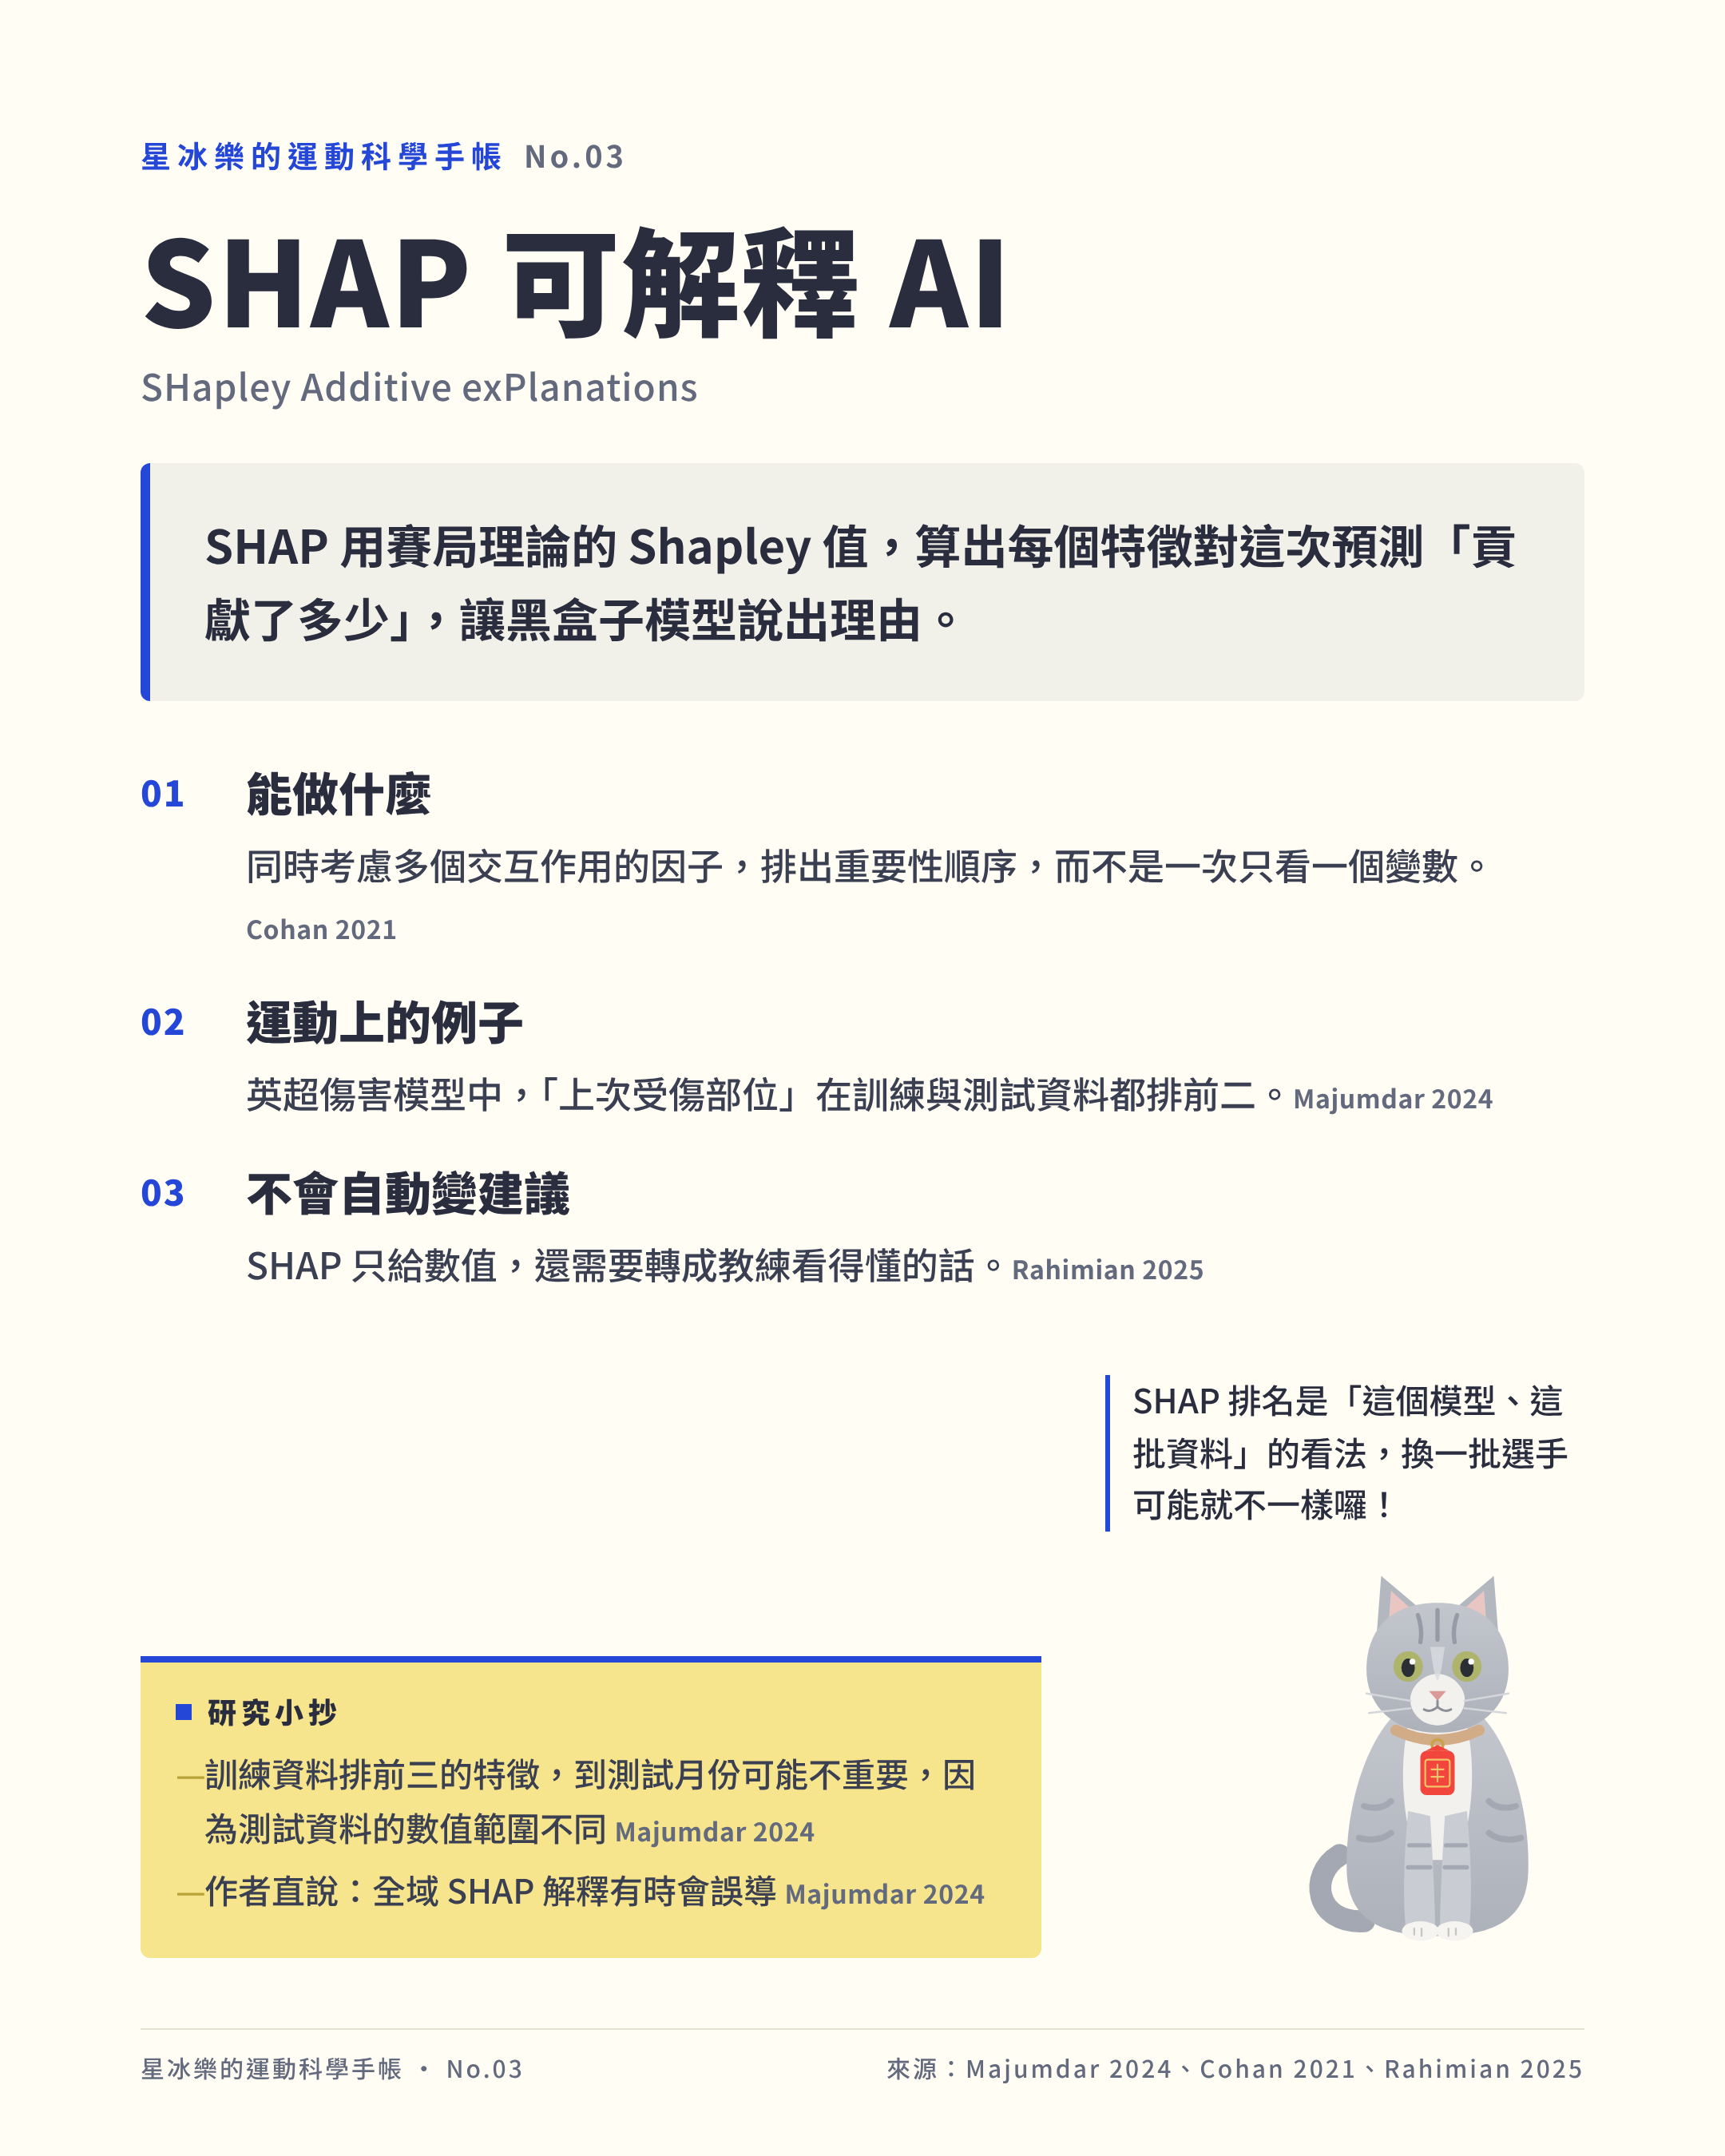 星冰樂的運動科學手帳 No.03
SHAP 可解釋 AI
SHapley Additive exPlanations
SHAP 用賽局理論的 Shapley 值，算出每個特徵對這次預測「貢
獻了多少」，讓黑盒子模型說出理由。
01 能做什麼
同時考慮多個交互作用的因子，排出重要性順序，而不是一次只看一個變數。
Cohan 2021
02 運動上的例子
英超傷害模型中，「上次受傷部位」在訓練與測試資料都排前二。Majumdar 2024
03 不會自動變建議
SHAP 只給數值，還需要轉成教練看得懂的話。Rahimian 2025
SHAP 排名是「這個模型、這
批資料」的看法，換一批選手
可能就不一樣囉！
研究小抄
—訓練資料排前三的特徵，到測試月份可能不重要，因
為測試資料的數值範圍不同 Majumdar 2024
—作者直說：全域 SHAP 解釋有時會誤導 Majumdar 2024
星冰樂的運動科學手帳 · No.03
來源：Majumdar 2024、Cohan 2021、Rahimian 2025